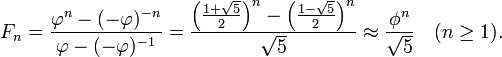 F_n = \frac{\varphi^n - (-\varphi)^{-n}}{\varphi - (-\varphi)^{-1}} = \frac{\left(\frac{1+\sqrt{5}}{2}\right)^n - \left(\frac{1-\sqrt{5}}{2}\right)^n}{\sqrt{5}} \approx \frac{\phi^n}{\sqrt{5}} \quad (n \geq 1).